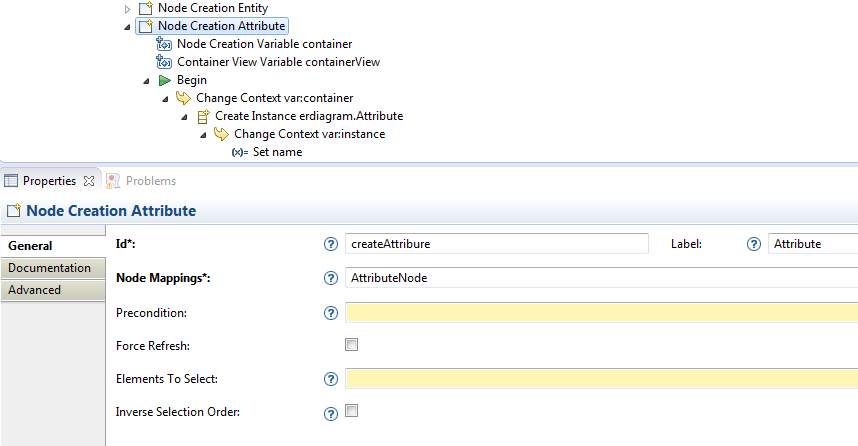 Node Creation Entity
Node Creation Attribute
Node Creation Variable container
Container View Variable containerView
Begin
Change Context var:container
Create Instance erdiagram.Attribute
Change Context var:instance
(x)= Set name
Properties Problems
Node Creation Attribute
General
Documentation
Advanced
Id*: ? createAttribure Label: ? Attribute
Node Mappings*: ? AttributeNode
Precondition: ?
Force Refresh:
Elements To Select: ?
Inverse Selection Order: ?